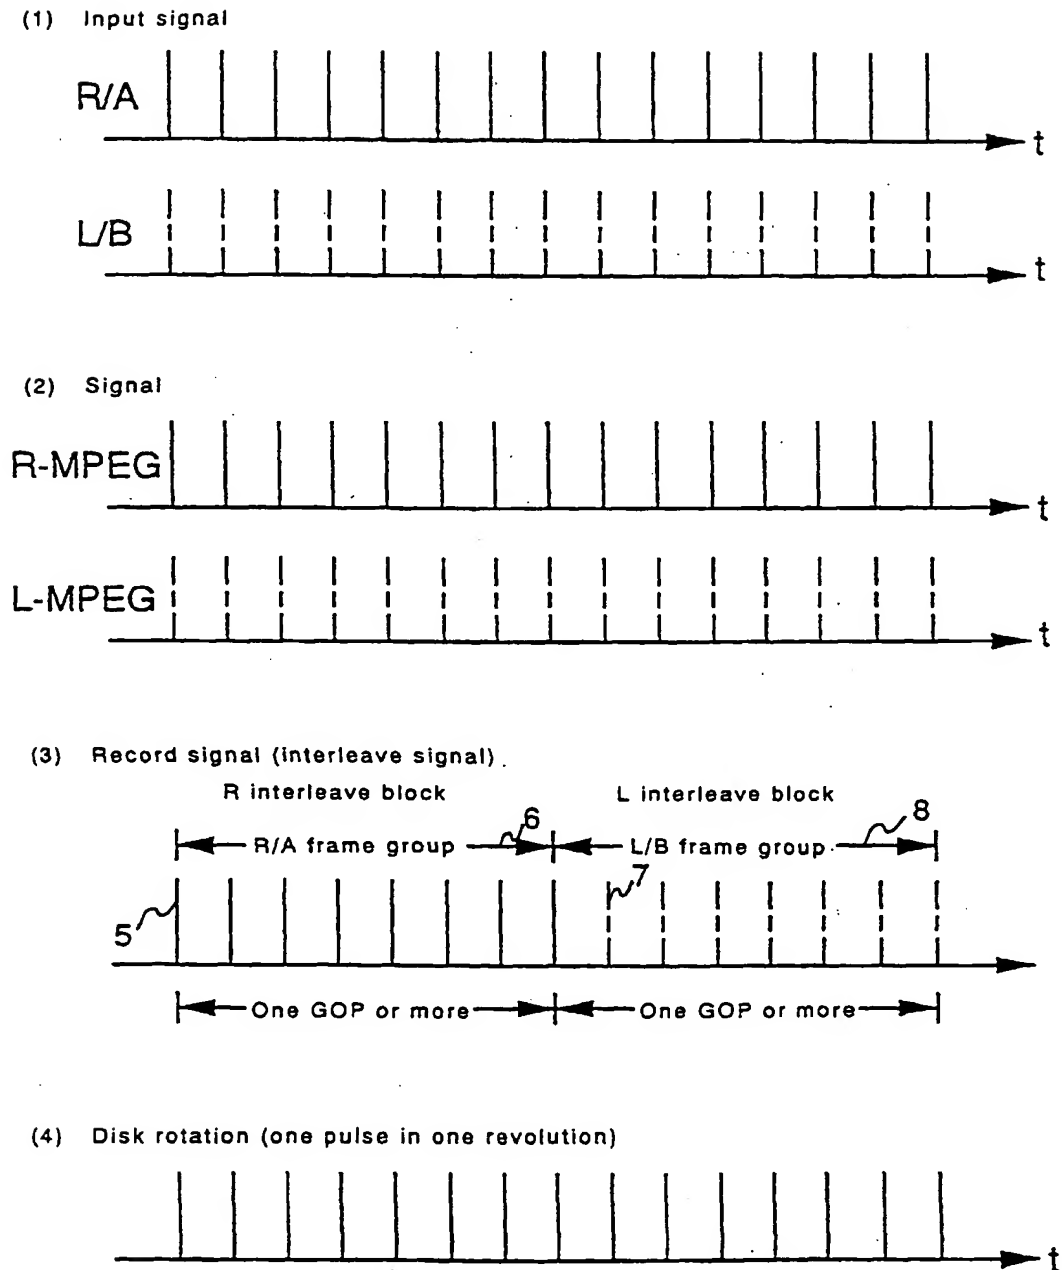 (1) Input signal
R/A
t
L/B
t
(2) Signal
R-MPEG
t
L-MPEG
t
(3) Record signal (interleave signal)
R interleave block
L interleave block
6
8
R/A frame group
L/B frame group
7
5
One GOP or more
One GOP or more
(4) Disk rotation (one pulse in one revolution)
t